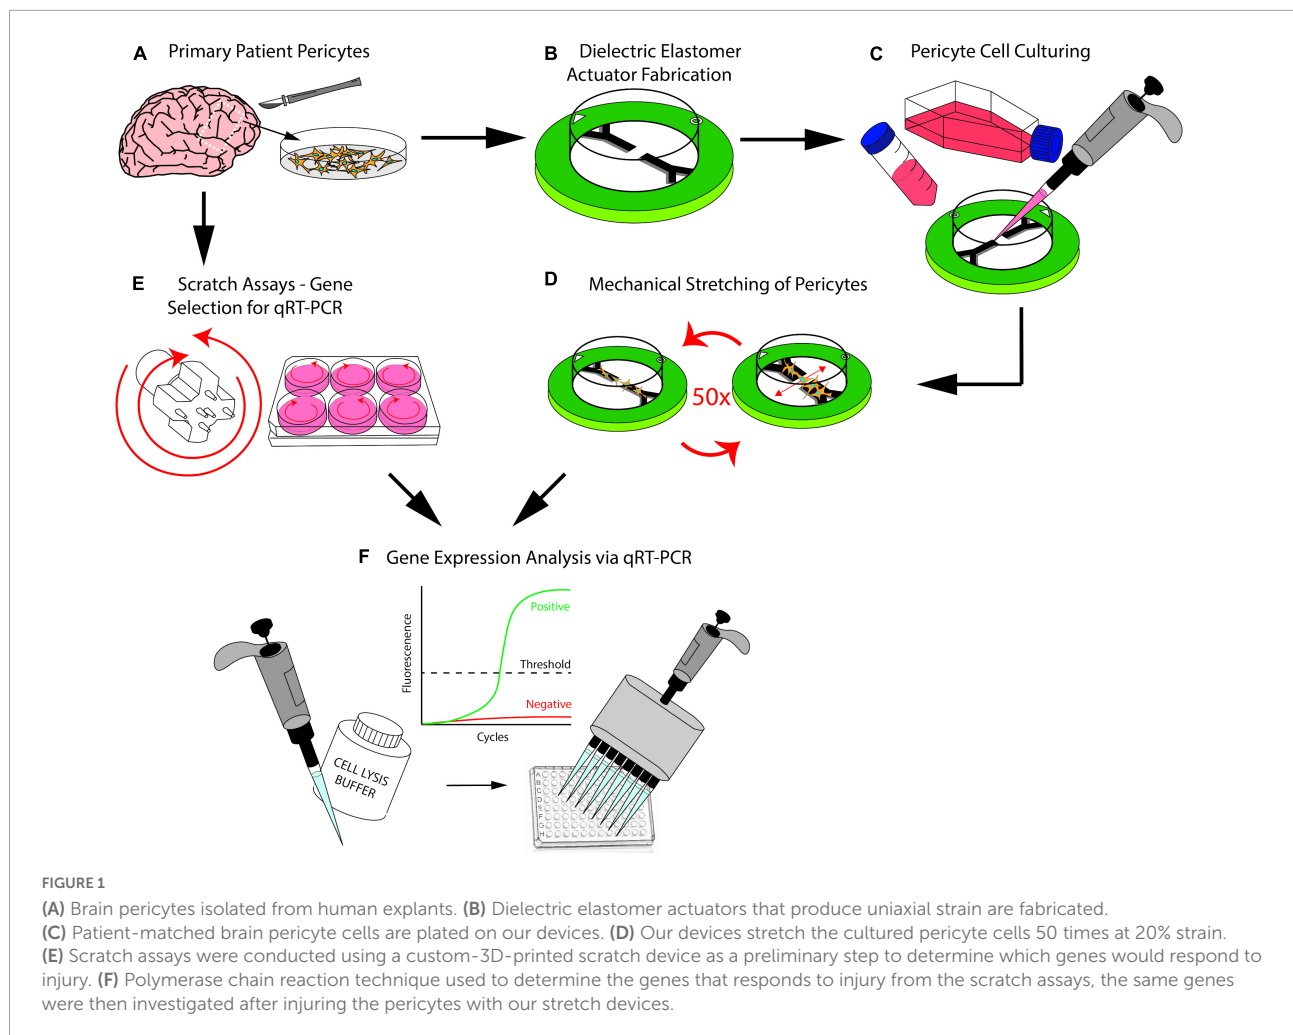 A Primary Patient Pericytes
B Dielectric Elastomer
Actuator Fabrication
C Pericyte Cell Culturing
E Scratch Assays - Gene
Selection for qRT-PCR
D Mechanical Stretching of Pericytes
50x
F Gene Expression Analysis via qRT-PCR
Fluorescenence
Positive
Threshold
Negative
Cycles
CELL LYSIS
BUFFER
A
B
C
D
E
F
G
H
FIGURE 1
(A) Brain pericytes isolated from human explants. (B) Dielectric elastomer actuators that produce uniaxial strain are fabricated.
(C) Patient-matched brain pericyte cells are plated on our devices. (D) Our devices stretch the cultured pericyte cells 50 times at 20% strain.
(E) Scratch assays were conducted using a custom-3D-printed scratch device as a preliminary step to determine which genes would respond to
injury. (F) Polymerase chain reaction technique used to determine the genes that responds to injury from the scratch assays, the same genes
were then investigated after injuring the pericytes with our stretch devices.